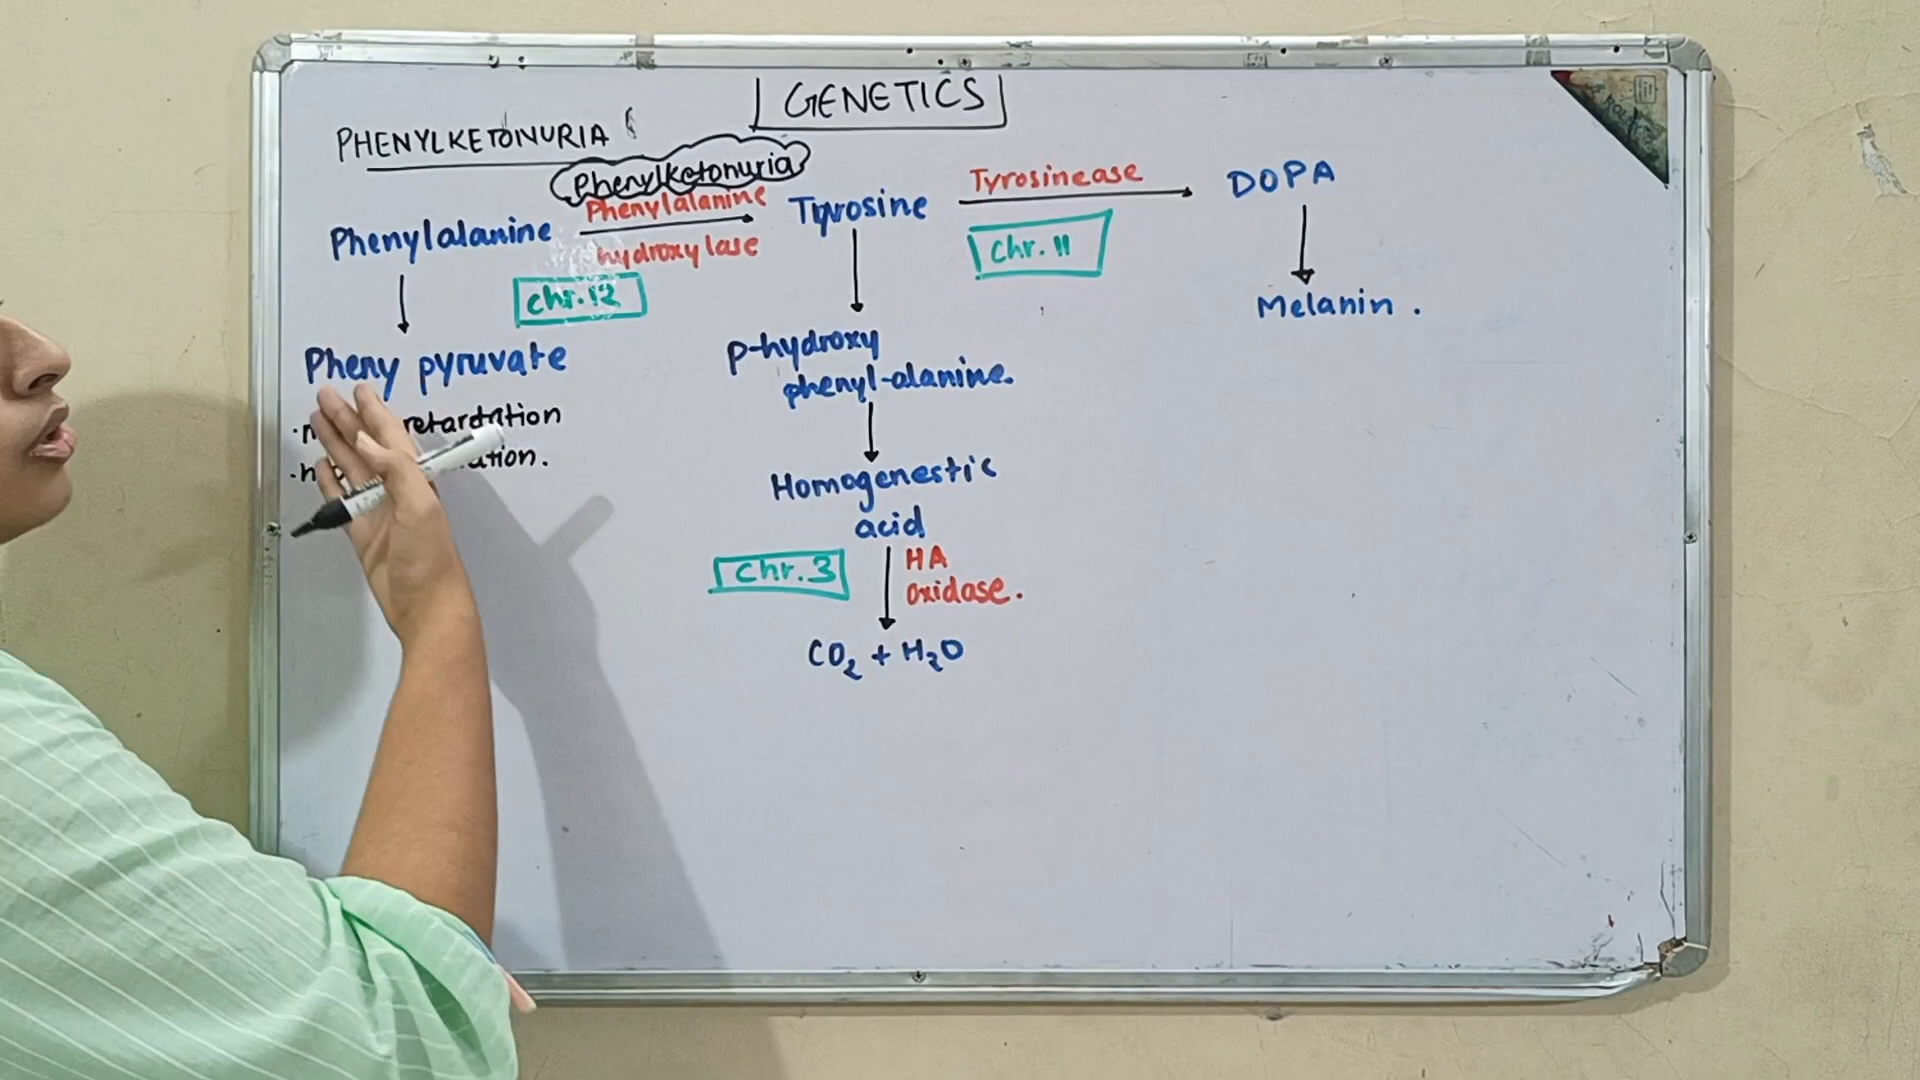 GENETICS
PHENYLKETONURIA
Phenylketonuria
Phenylalanine
Phenylalanine
hydroxylase
Tyrosine
Tyrosinease
DOPA
chr. 12
Chr. 11
Melanin .
Pheny pyruvate
retardation
ation.
p-hydroxy
phenyl-alanine.
Homogenestic
acid
Chr. 3
HA
oxidase.
CO₂ + H₂O